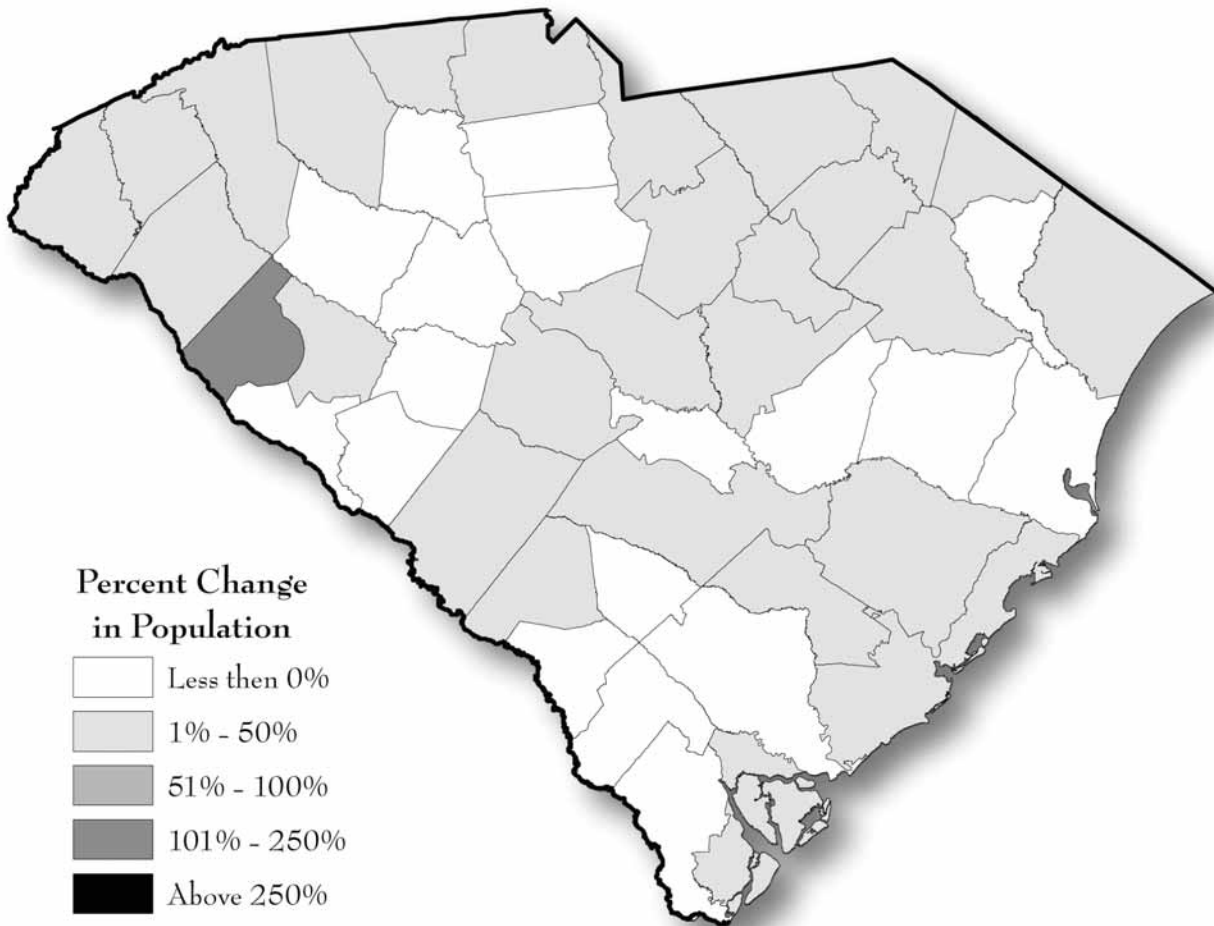 Percent Change
in Population
Less then 0%
1% - 50%
51% - 100%
101% - 250%
Above 250%